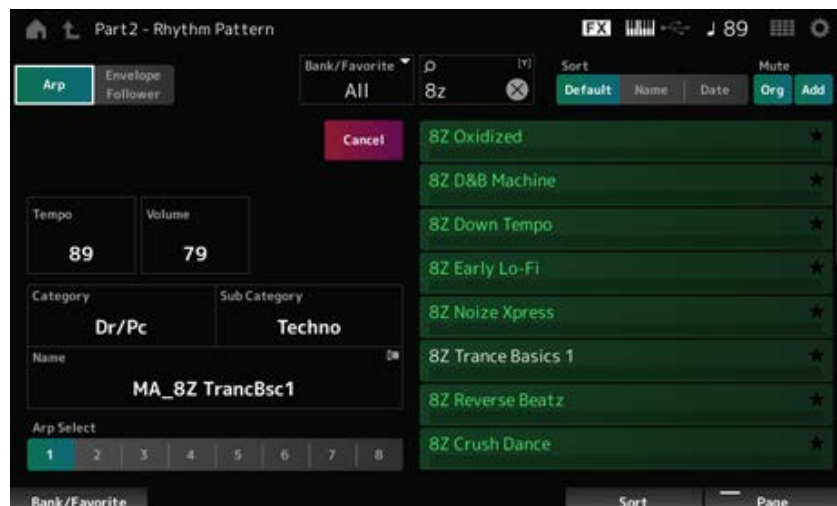 Part2 - Rhythm Pattern
FX
89
Arp
Envelope
Follower
Bank/Favorite
All
[Y]
8z
Sort
Default Name Date
Mute
Org Add
Cancel
Tempo
89
Volume
79
Category
Dr/Pc
Sub Category
Techno
Name
MA_8Z TrancBsc1
Arp Select
1 2 3 4 5 6 7 8
8Z Oxidized
8Z D&B Machine
8Z Down Tempo
8Z Early Lo-Fi
8Z Noize Xpress
8Z Trance Basics 1
8Z Reverse Beatz
8Z Crush Dance
Bank/Favorite
Sort
Page